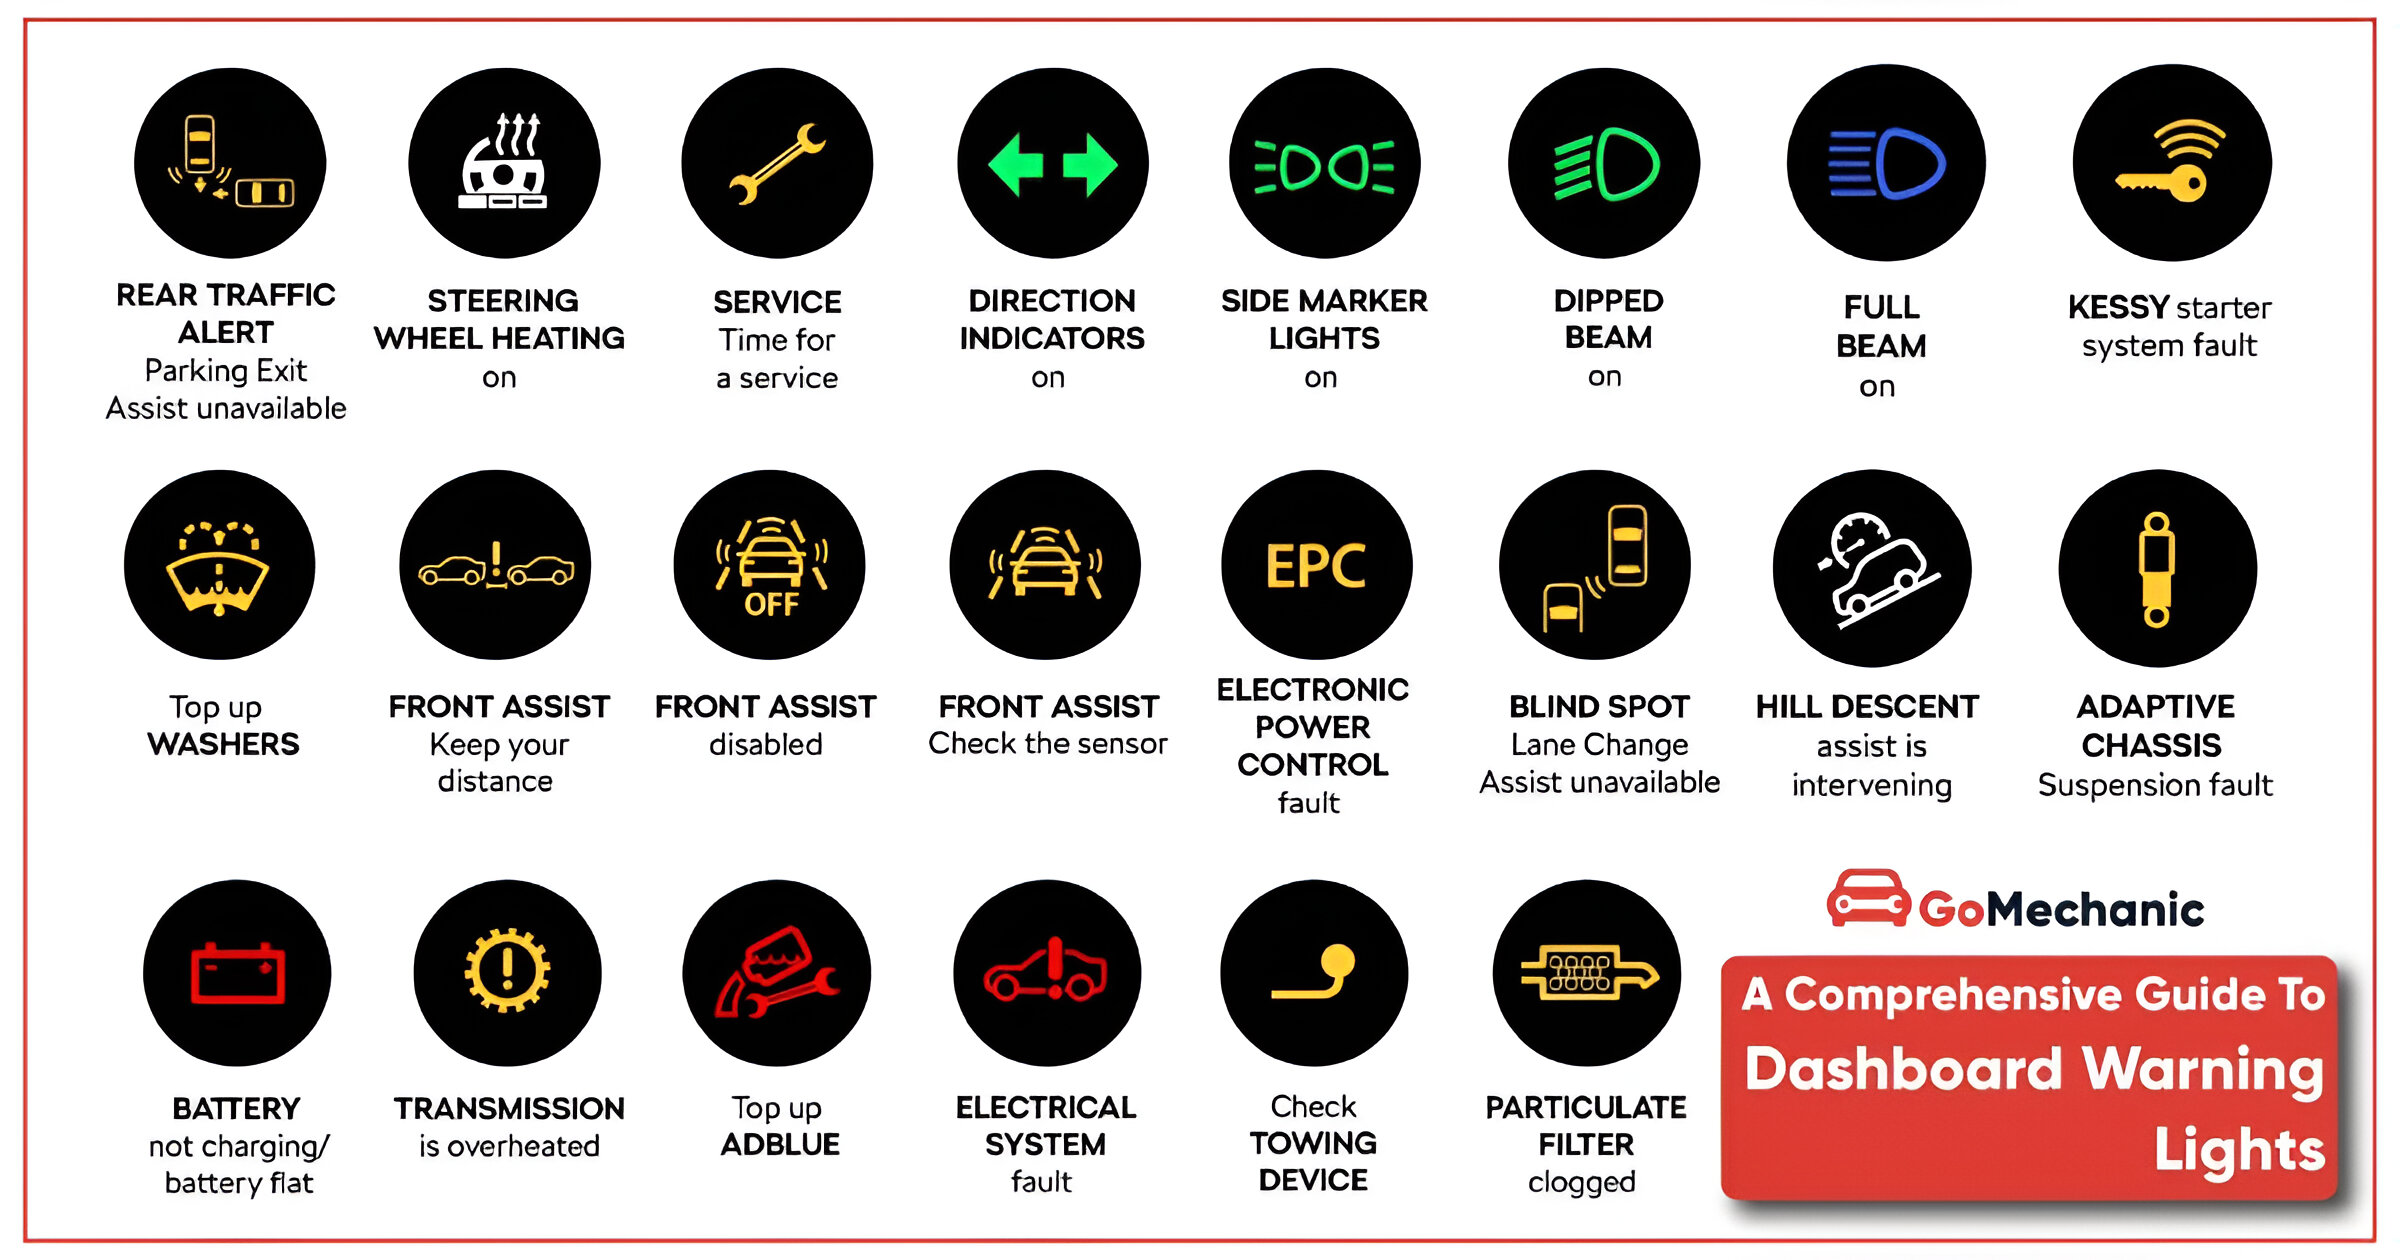 REAR TRAFFIC
ALERT
Parking Exit
Assist unavailable
STEERING
WHEEL HEATING
on
SERVICE
Time for
a service
DIRECTION
INDICATORS
on
SIDE MARKER
LIGHTS
on
DIPPED
BEAM
on
FULL
BEAM
on
KESSY starter
system fault
Top up
WASHERS
FRONT ASSIST
Keep your
distance
OFF
FRONT ASSIST
disabled
FRONT ASSIST
Check the sensor
EPC
ELECTRONIC
POWER
CONTROL
fault
BLIND SPOT
Lane Change
Assist unavailable
HILL DESCENT
assist is
intervening
ADAPTIVE
CHASSIS
Suspension fault
BATTERY
not charging/
battery flat
TRANSMISSION
is overheated
Top up
ADBLUE
ELECTRICAL
SYSTEM
fault
Check
TOWING
DEVICE
PARTICULATE
FILTER
clogged
GoMechanic
A Comprehensive Guide To
Dashboard Warning
Lights